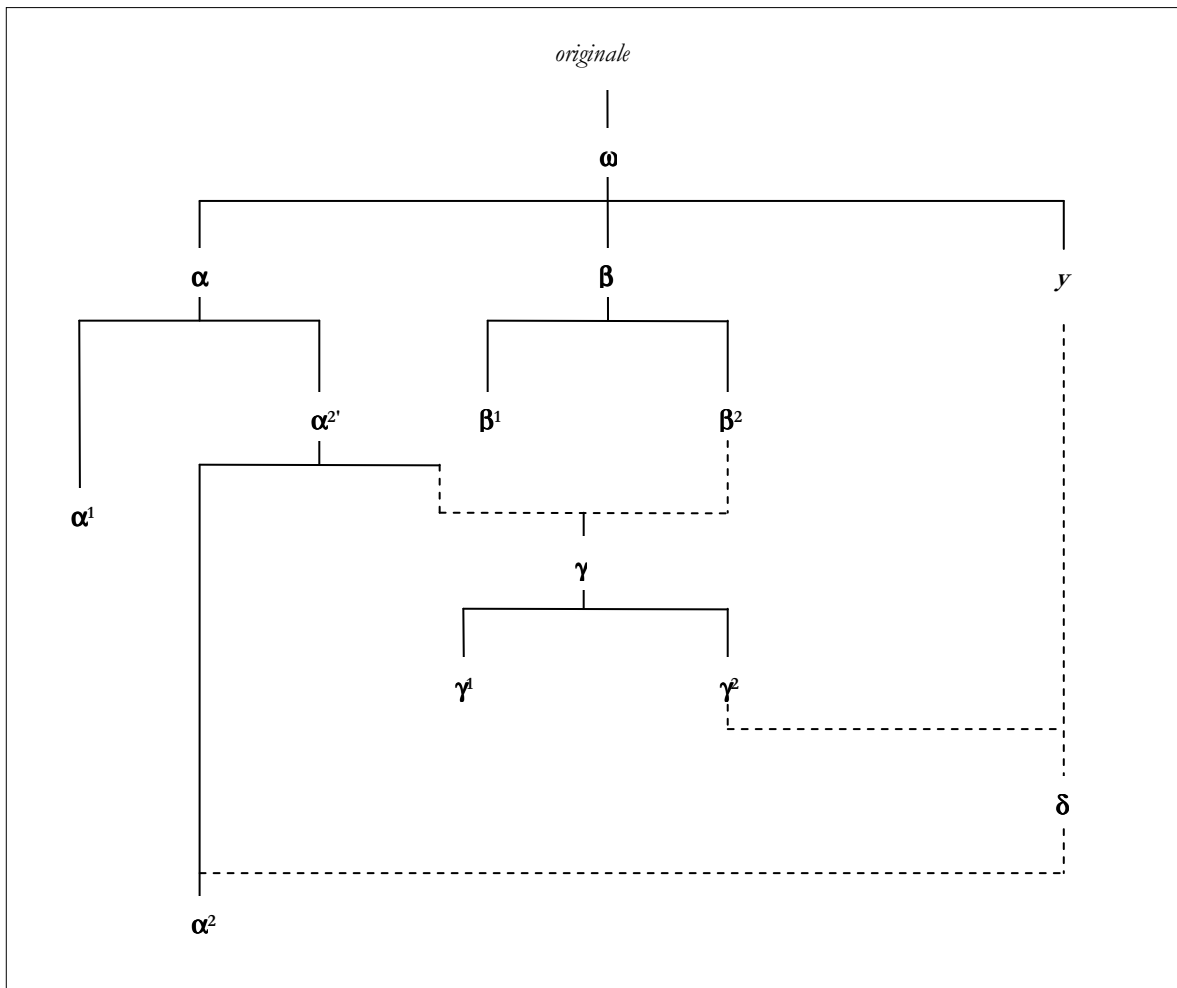 originale
ω
α β y
α²' β¹ β²
α¹
γ
γ¹ γ²
δ
α²